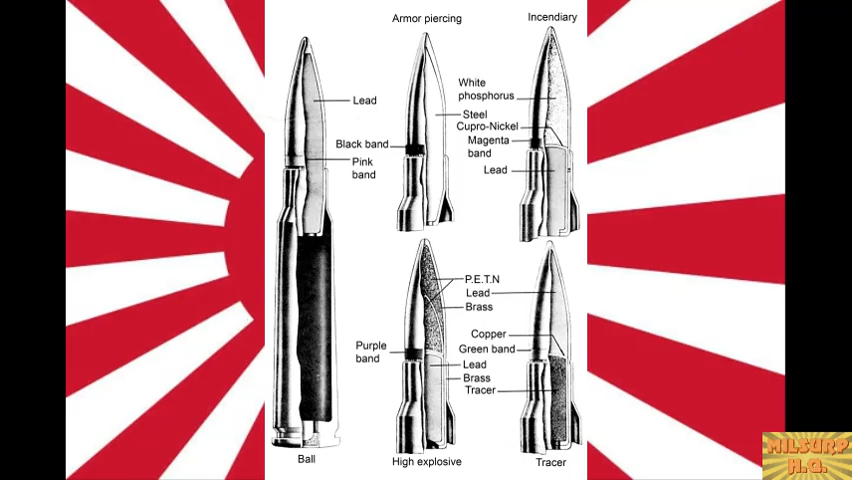 Armor piercing
Incendiary
Lead
White
phosphorus
Steel
Cupro-Nickel
Black band
Magenta
band
Pink
band
Lead
P.E.T.N
Lead
Brass
Copper
Purple
band
Green band
Lead
Brass
Tracer
Ball
High explosive
Tracer
MILSURP
H.Q.